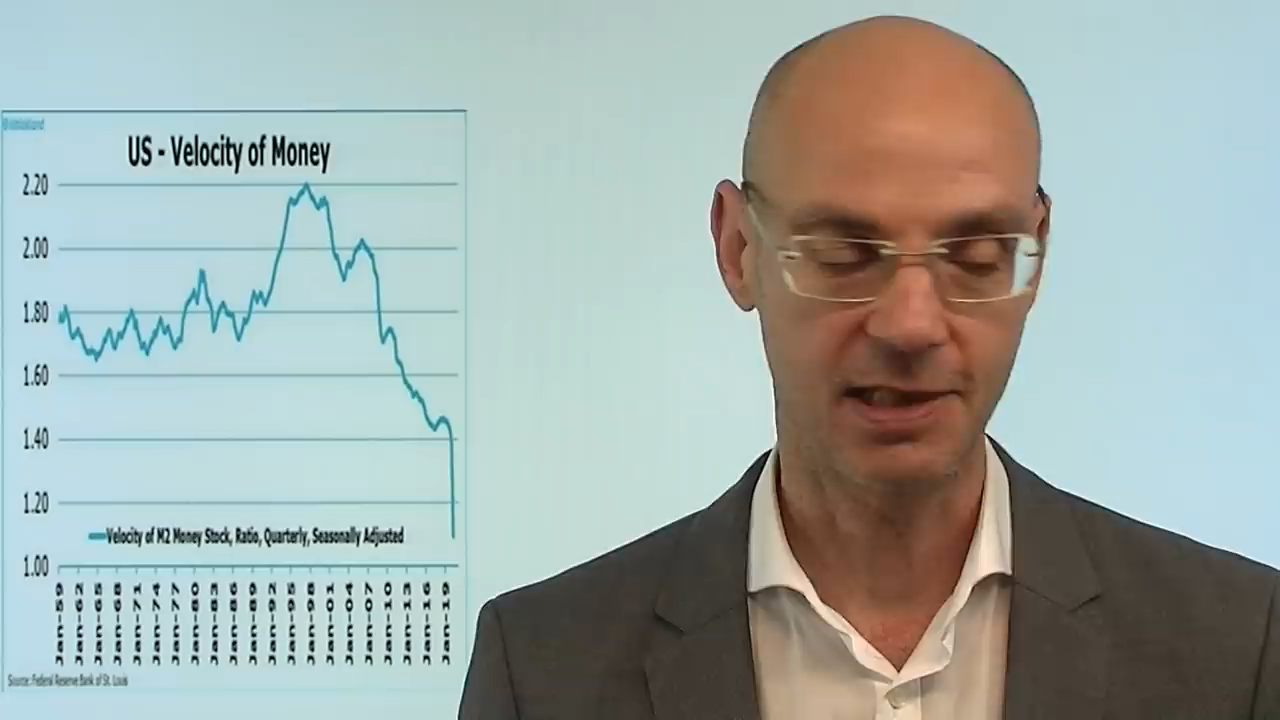 US - Velocity of Money
2.20
2.00
1.80
1.60
1.40
1.20
1.00
Velocity of M2 Money Stock, Ratio, Quarterly, Seasonally Adjusted
Jan-59
Jan-62
Jan-65
Jan-68
Jan-71
Jan-74
Jan-77
Jan-80
Jan-83
Jan-86
Jan-89
Jan-92
Jan-95
Jan-98
Jan-01
Jan-04
Jan-07
Jan-10
Jan-13
Jan-16
Jan-19
Source: Federal Reserve Bank of St. Louis